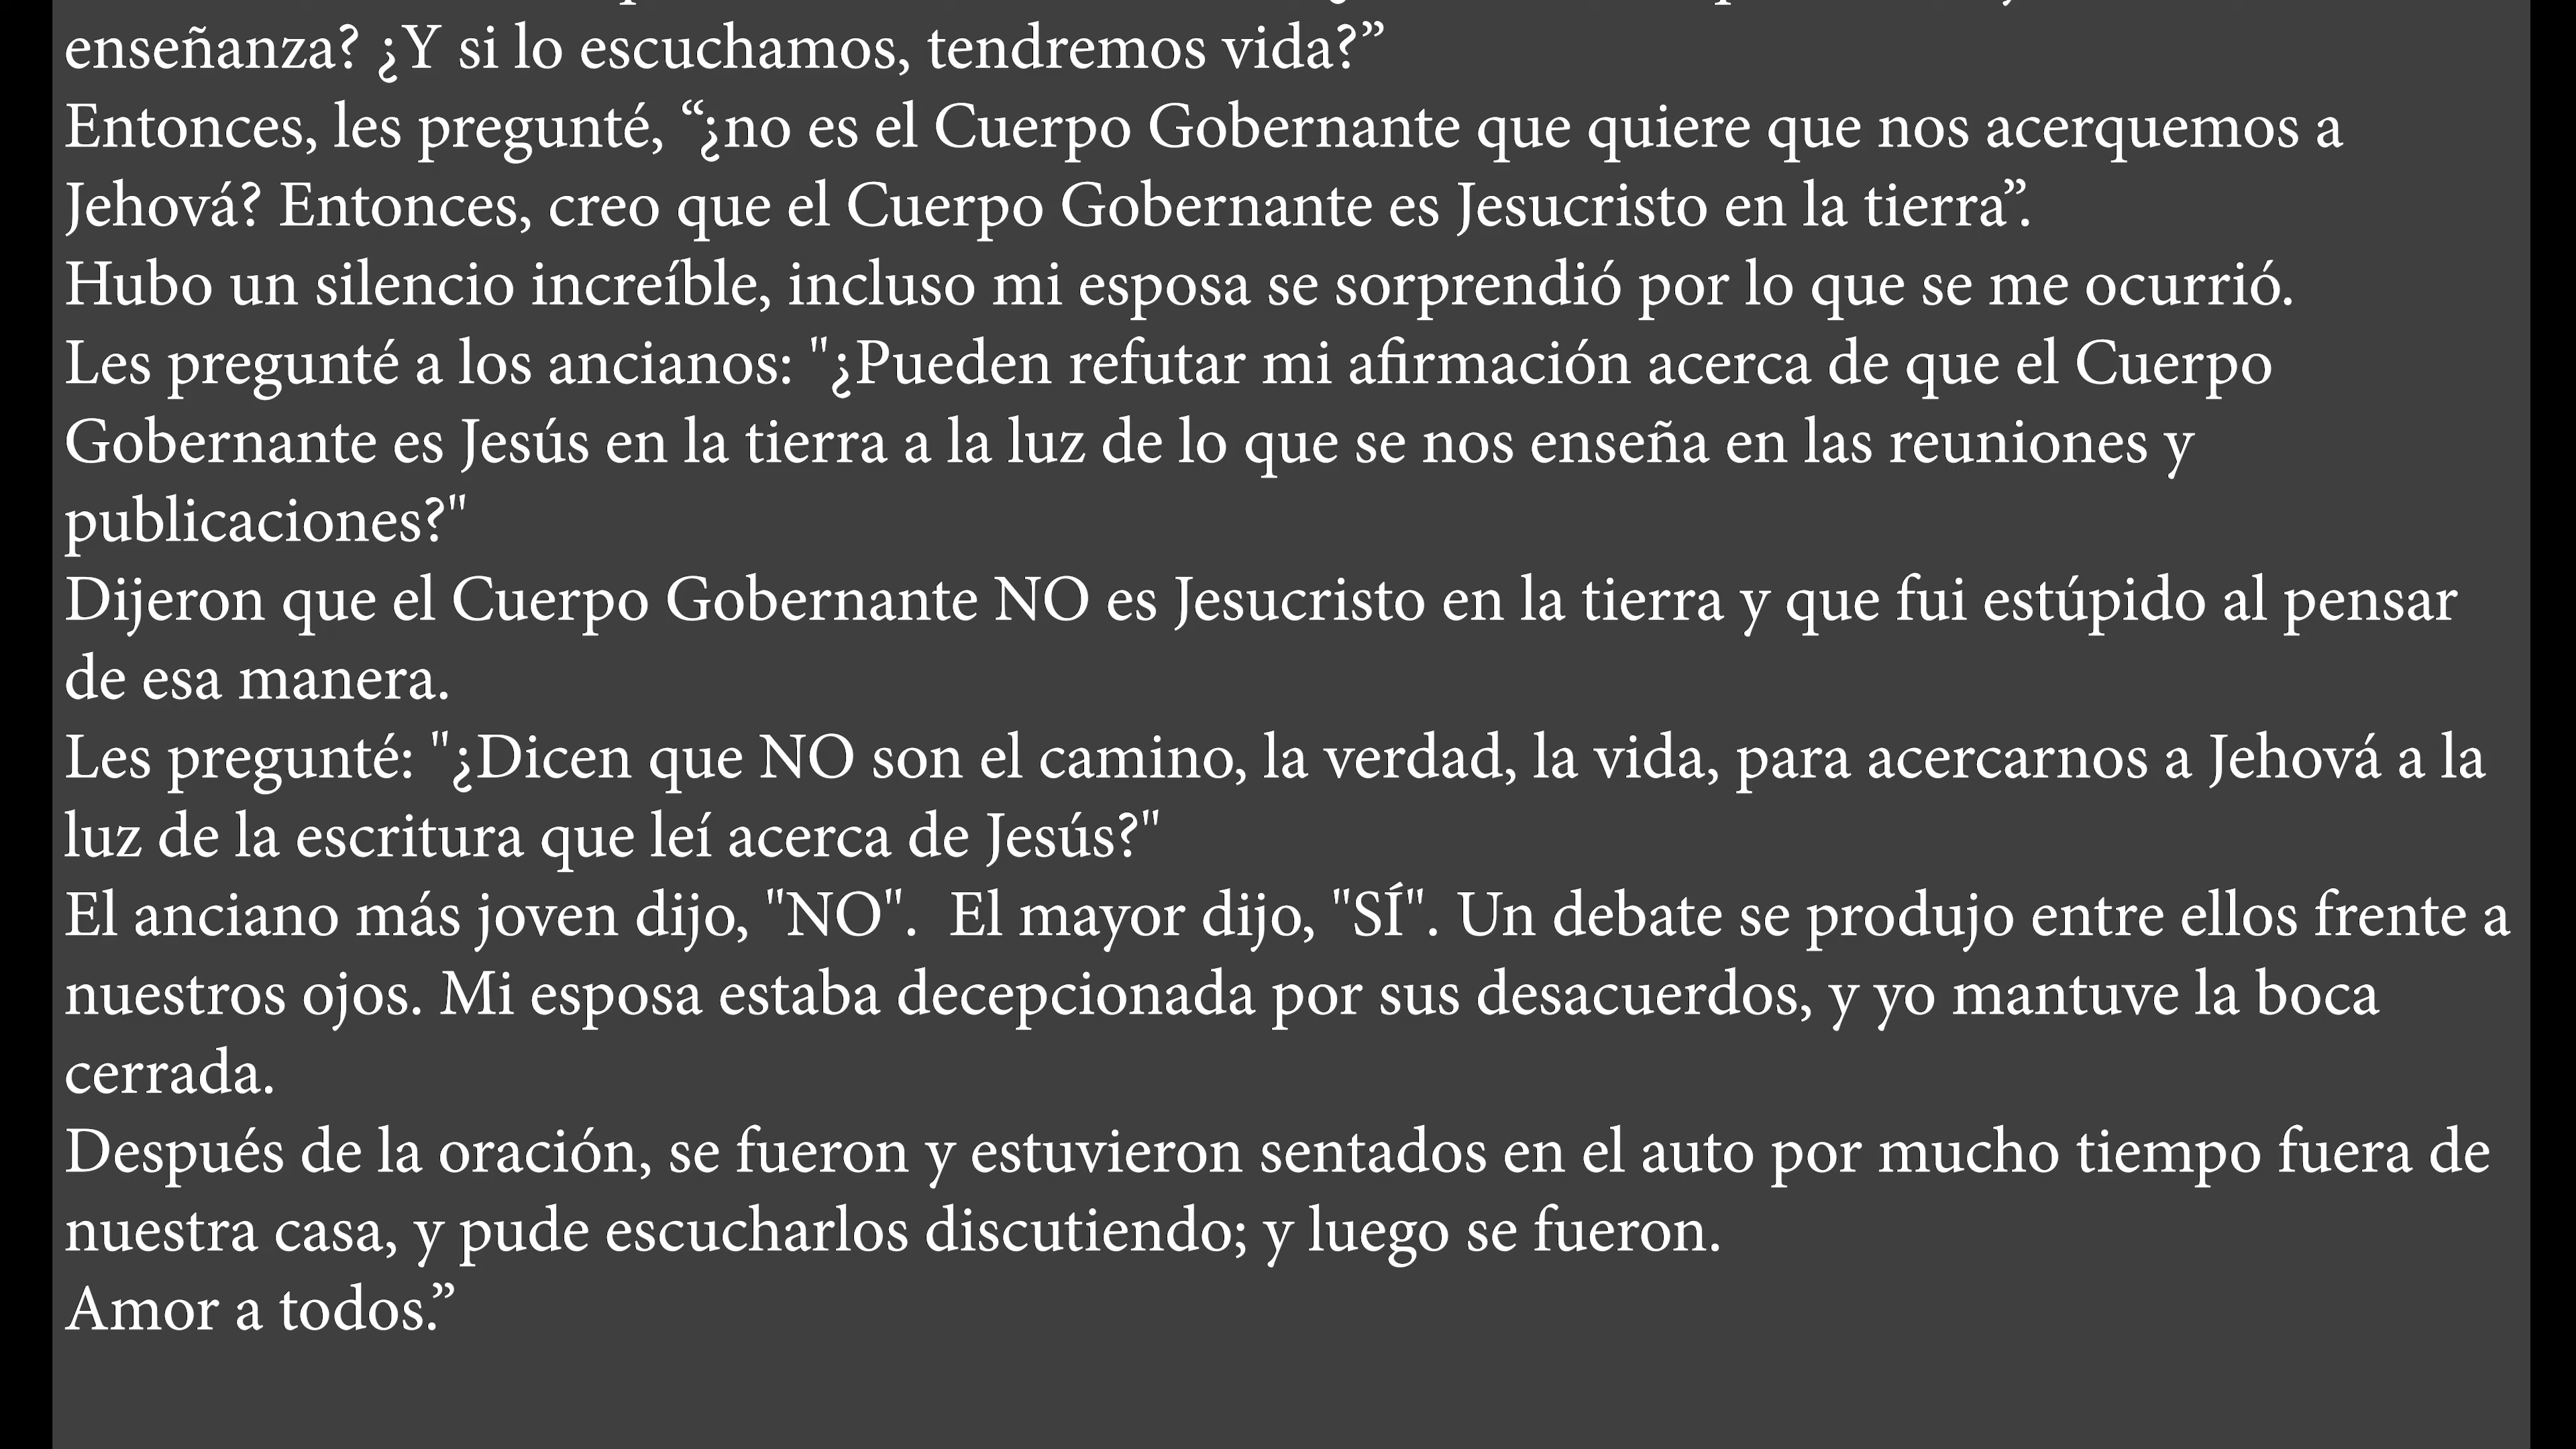 enseñanza? ¿Y si lo escuchamos, tendremos vida?”
Entonces, les pregunté, “¿no es el Cuerpo Gobernante que quiere que nos acerquemos a
Jehová? Entonces, creo que el Cuerpo Gobernante es Jesucristo en la tierra”.
Hubo un silencio increíble, incluso mi esposa se sorprendió por lo que se me ocurrió.
Les pregunté a los ancianos: "¿Pueden refutar mi afirmación acerca de que el Cuerpo
Gobernante es Jesús en la tierra a la luz de lo que se nos enseña en las reuniones y
publicaciones?"
Dijeron que el Cuerpo Gobernante NO es Jesucristo en la tierra y que fui estúpido al pensar
de esa manera.
Les pregunté: "¿Dicen que NO son el camino, la verdad, la vida, para acercarnos a Jehová a la
luz de la escritura que leí acerca de Jesús?"
El anciano más joven dijo, "NO".  El mayor dijo, "SÍ". Un debate se produjo entre ellos frente a
nuestros ojos. Mi esposa estaba decepcionada por sus desacuerdos, y yo mantuve la boca
cerrada.
Después de la oración, se fueron y estuvieron sentados en el auto por mucho tiempo fuera de
nuestra casa, y pude escucharlos discutiendo; y luego se fueron.
Amor a todos.”